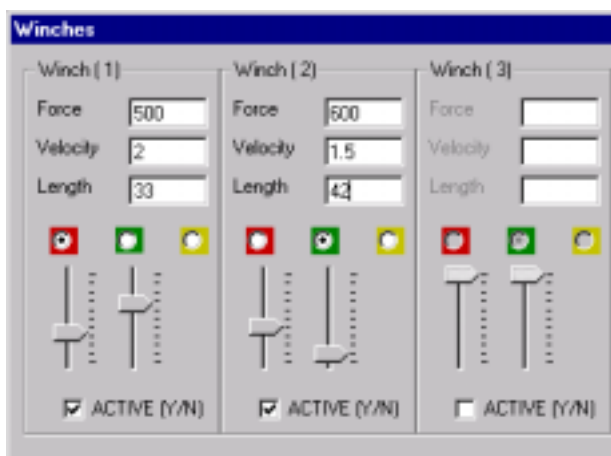 Winches
Winch ( 1) Winch ( 2) Winch ( 3)
Force 500 Force 600 Force
Velocity 2 Velocity 1.5 Velocity
Length 33 Length 42 Length
ACTIVE (Y/N) ACTIVE (Y/N) ACTIVE (Y/N)